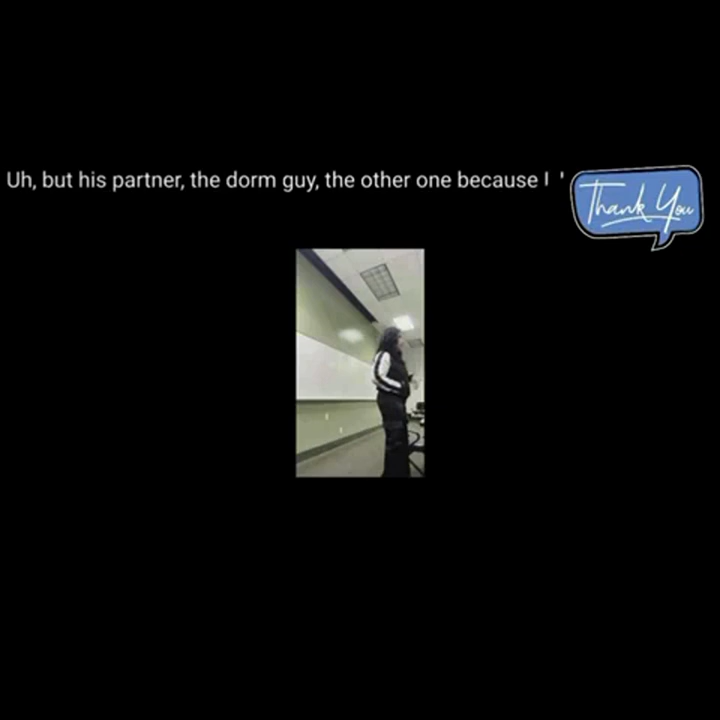 Uh, but his partner, the dorm guy, the other one because I
Thank You